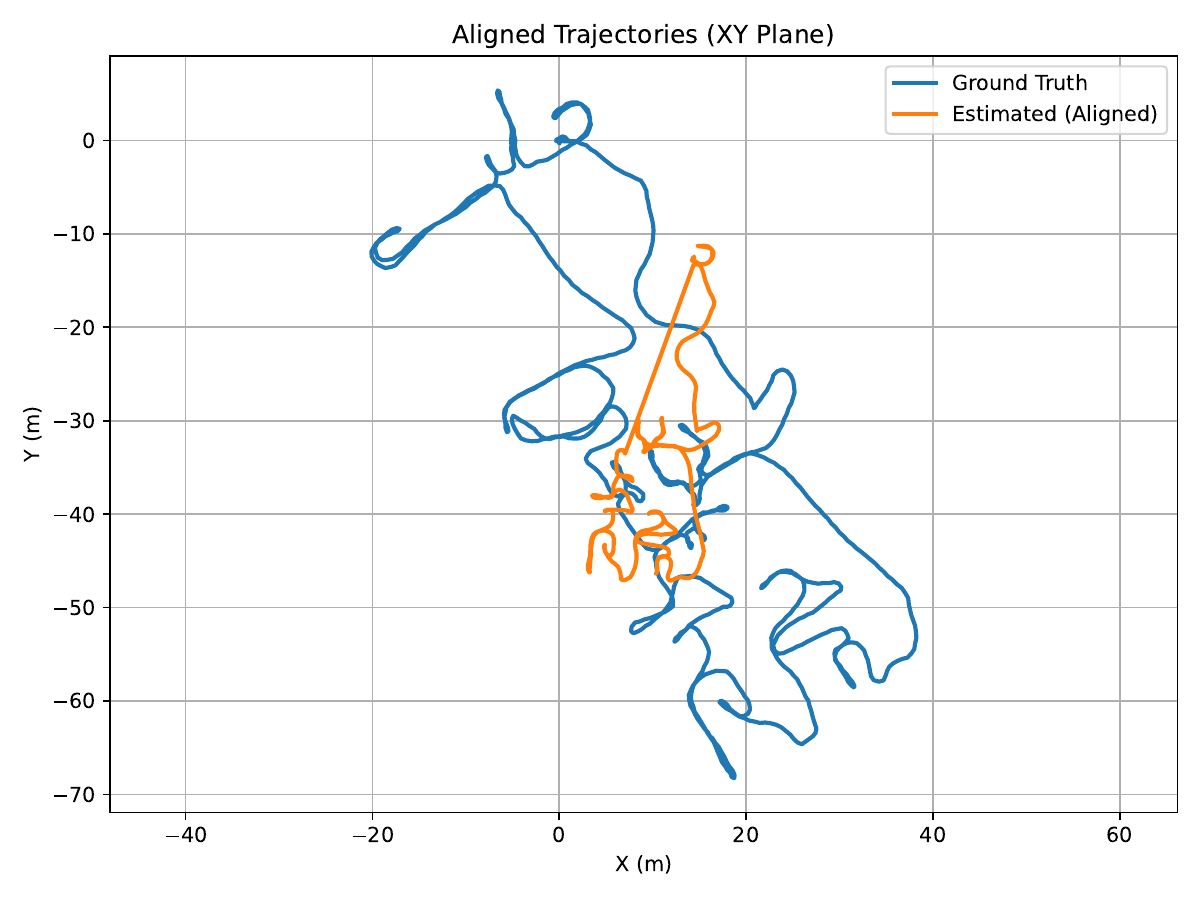 Aligned Trajectories (XY Plane)
Ground Truth
Estimated (Aligned)
0
−10
−20
−30
−40
−50
−60
−70
Y (m)
−40
−20
0
20
40
60
X (m)